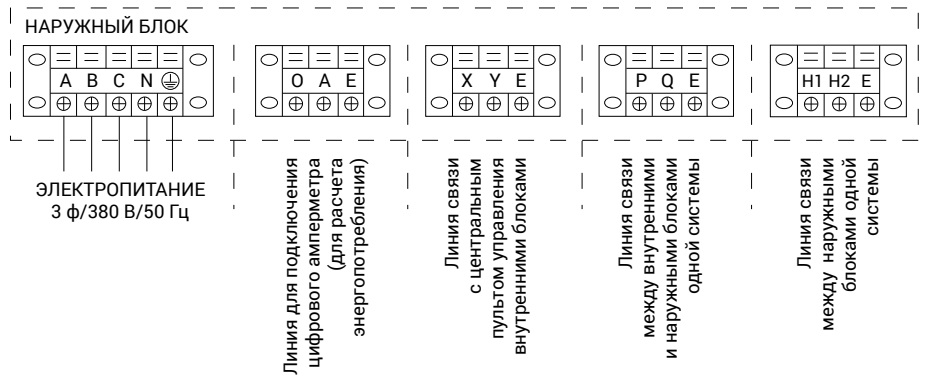 НАРУЖНЫЙ БЛОК
A B C N
O A E
X Y E
P Q E
H1 H2 E
ЭЛЕКТРОПИТАНИЕ
3 ф/380 В/50 Гц
Линия для подключения
цифрового амперметра
(для расчета
энергопотребления)
Линия связи
с центральным
пультом управления
внутренними блоками
Линия связи
между внутренними
и наружными блоками
одной системы
Линия связи
между наружными
блоками одной
системы